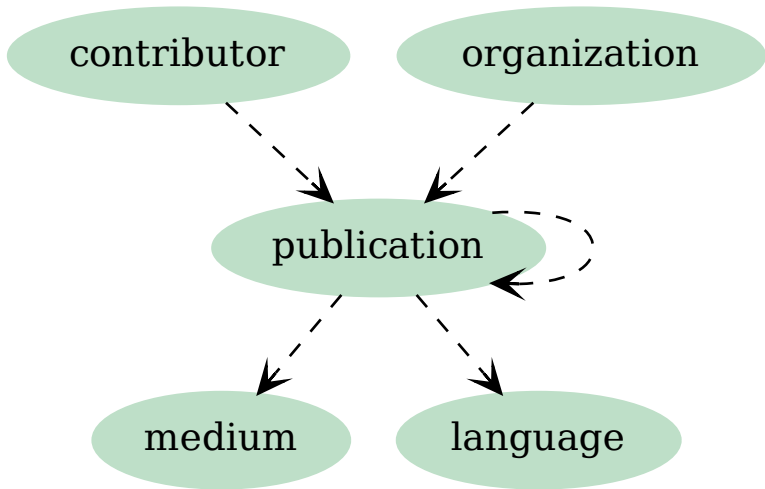 contributor
organization
publication
medium
language